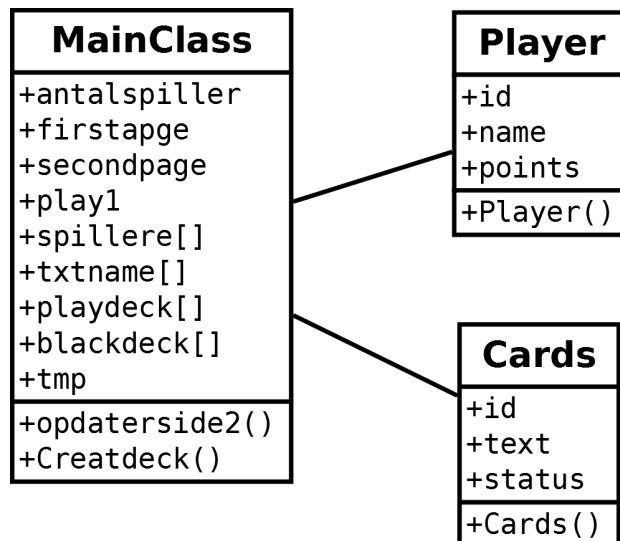 MainClass
+antalspiller
+firstapge
+secondpage
+play1
+spillere[]
+txtname[]
+playdeck[]
+blackdeck[]
+tmp
+opdaterside2()
+Creatdeck()
Player
+id
+name
+points
+Player()
Cards
+id
+text
+status
+Cards()